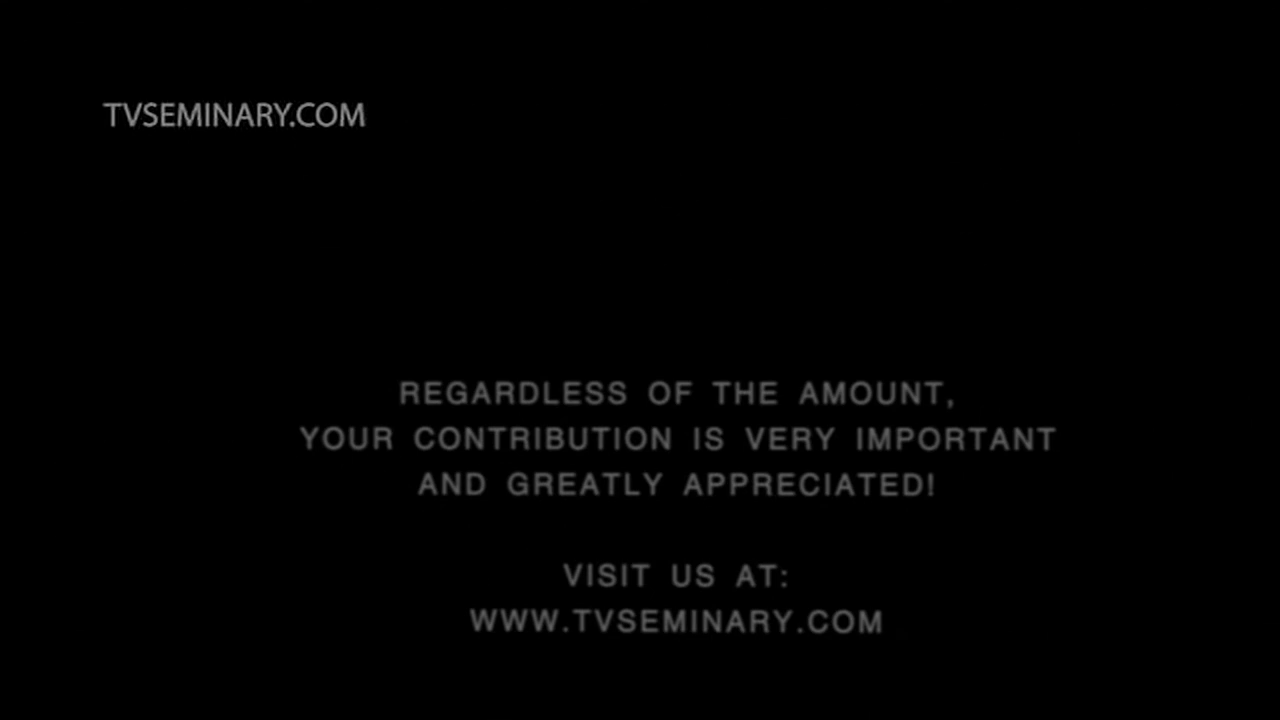 TVSEMINARY.COM
REGARDLESS OF THE AMOUNT,
YOUR CONTRIBUTION IS VERY IMPORTANT
AND GREATLY APPRECIATED!
VISIT US AT:
WWW.TVSEMINARY.COM